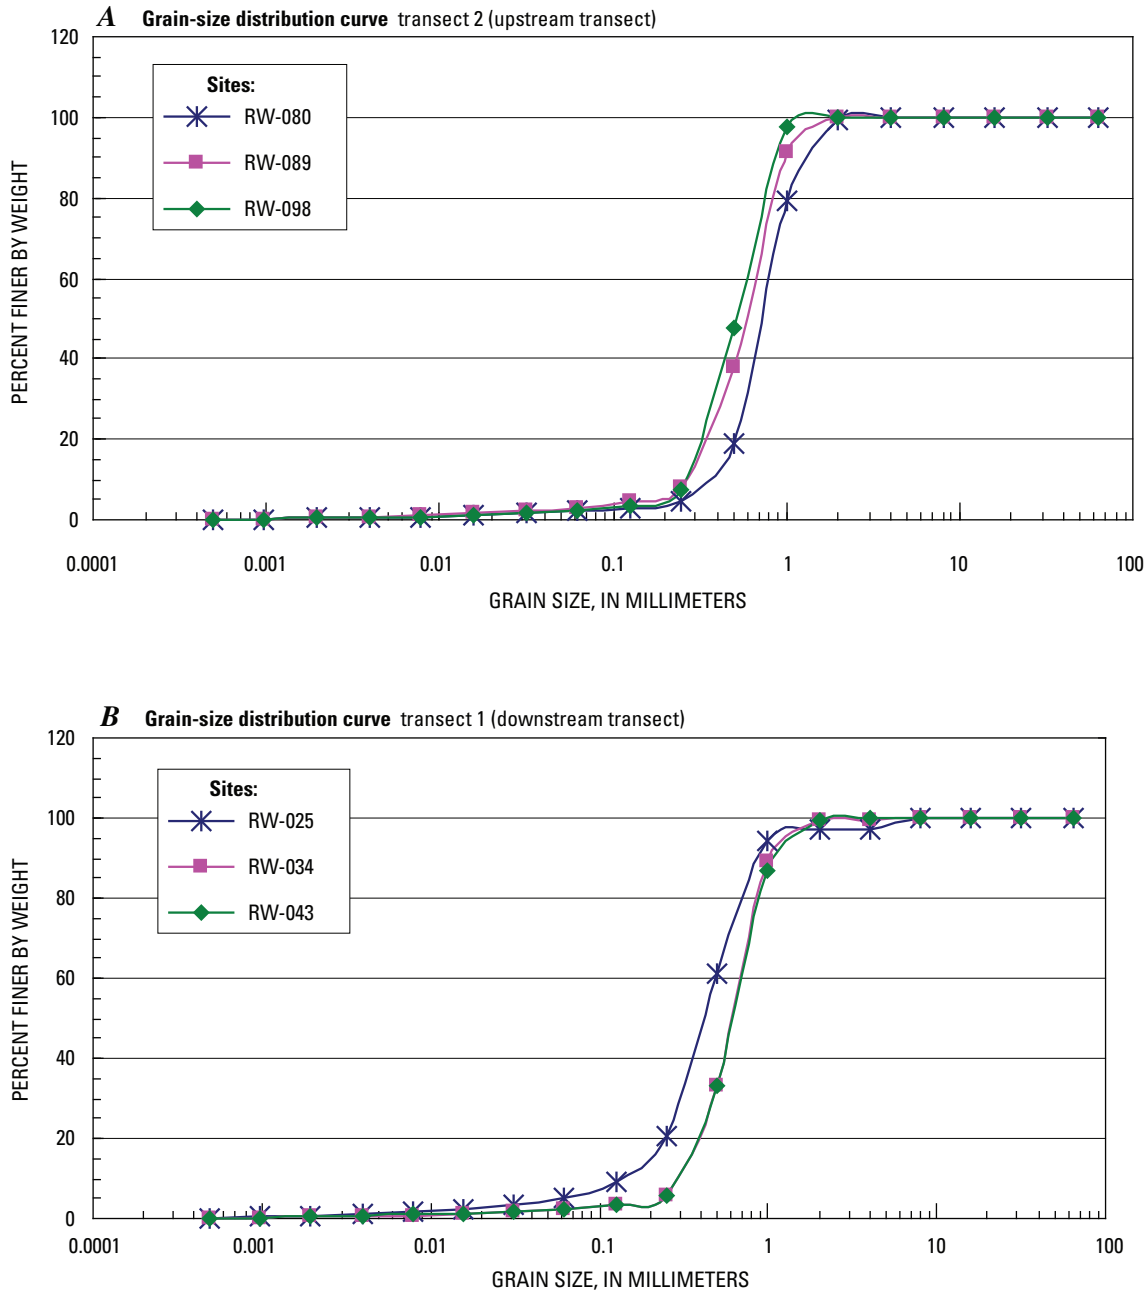 A Grain-size distribution curve transect 2 (upstream transect)
120
100
80
60
40
20
0
PERCENT FINER BY WEIGHT
Sites:
RW-080
RW-089
RW-098
0.0001 0.001 0.01 0.1 1 10 100
GRAIN SIZE, IN MILLIMETERS
B Grain-size distribution curve transect 1 (downstream transect)
120
100
80
60
40
20
0
PERCENT FINER BY WEIGHT
Sites:
RW-025
RW-034
RW-043
0.0001 0.001 0.01 0.1 1 10 100
GRAIN SIZE, IN MILLIMETERS